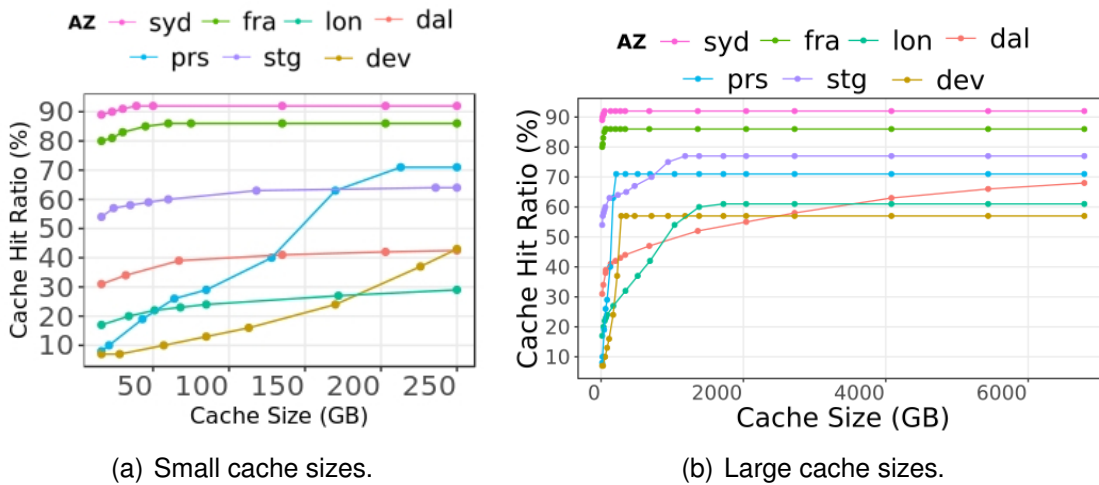 AZ syd fra lon dal
prs stg dev
Cache Hit Ratio (%)
90
80
70
60
50
40
30
20
10
50 100 150 200 250
Cache Size (GB)
(a) Small cache sizes.
AZ syd fra lon dal
prs stg dev
Cache Hit Ratio (%)
90
80
70
60
50
40
30
20
10
0 2000 4000 6000
Cache Size (GB)
(b) Large cache sizes.